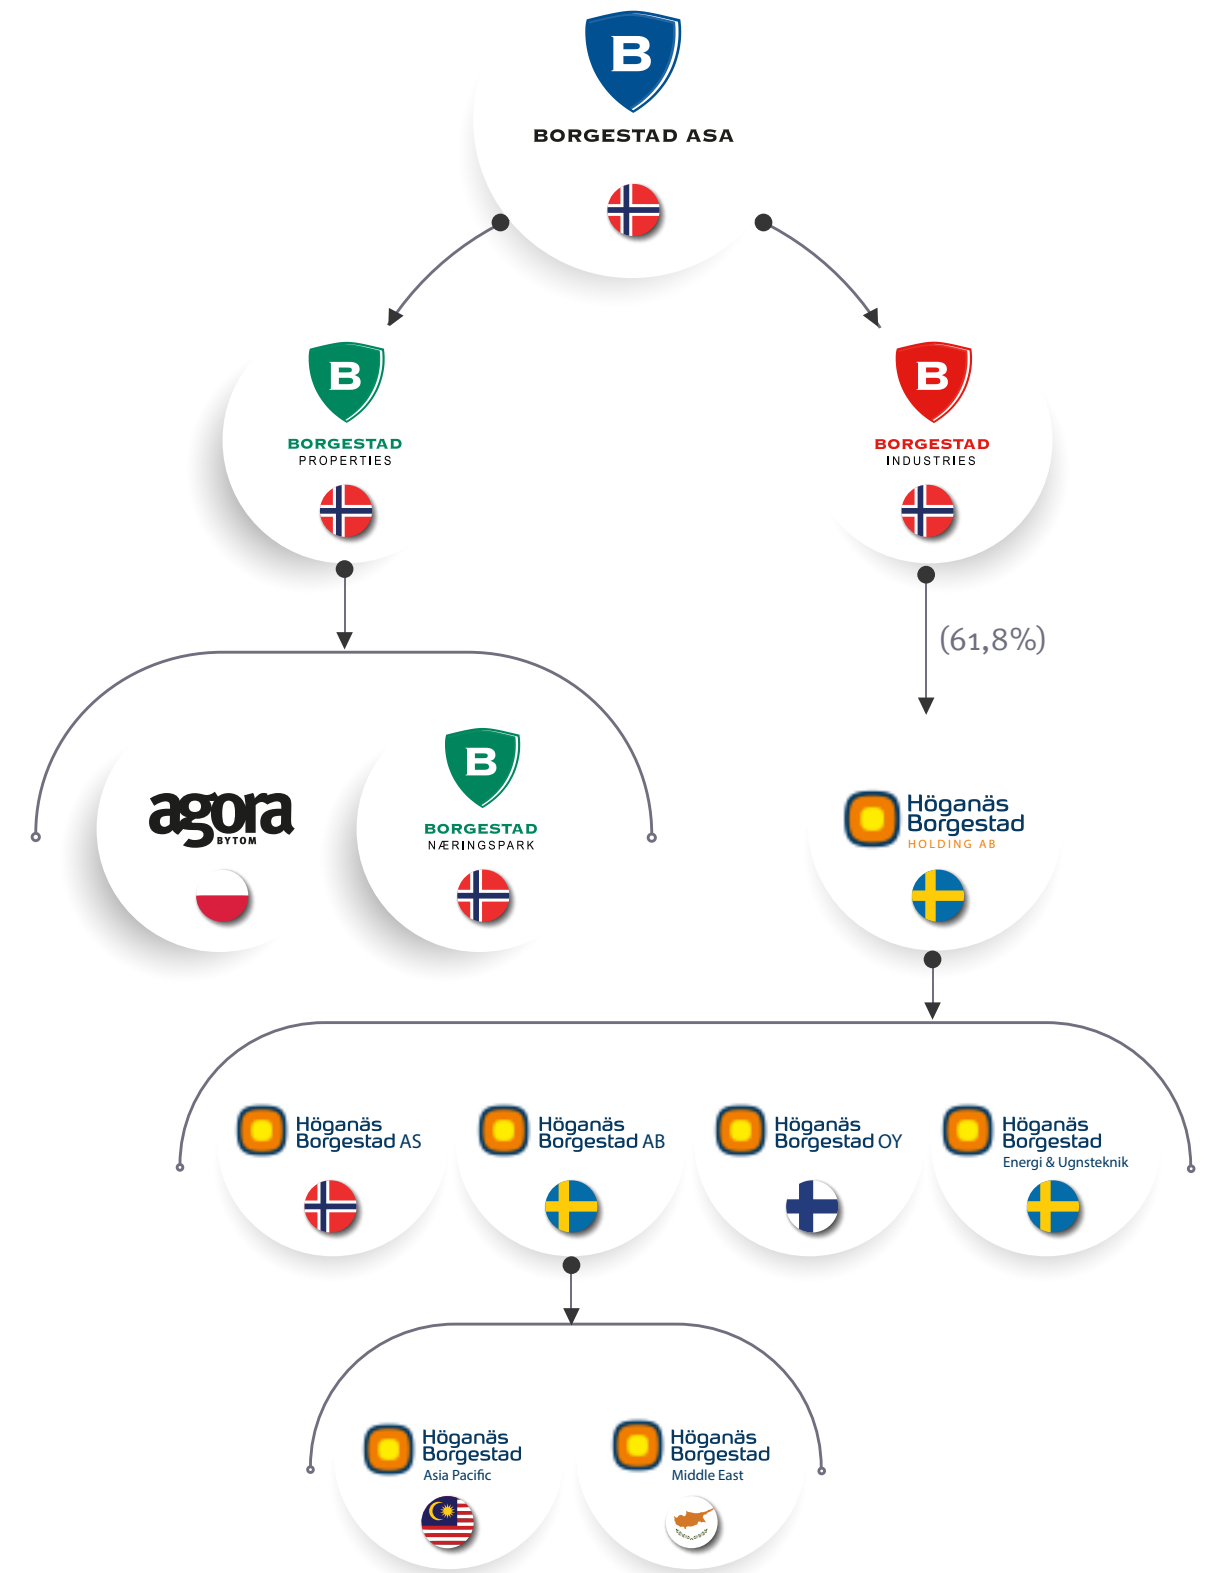 B
BORGESTAD ASA
B
BORGESTAD
PROPERTIES
B
BORGESTAD
INDUSTRIES
(61,8%)
agora
BYTOM
B
BORGESTAD
NÆRINGSPARK
Höganäs
Borgestad
HOLDING AB
Höganäs
Borgestad AS
Höganäs
Borgestad AB
Höganäs
Borgestad OY
Höganäs
Borgestad
Energi & Ugnsteknik
Höganäs
Borgestad
Asia Pacific
Höganäs
Borgestad
Middle East